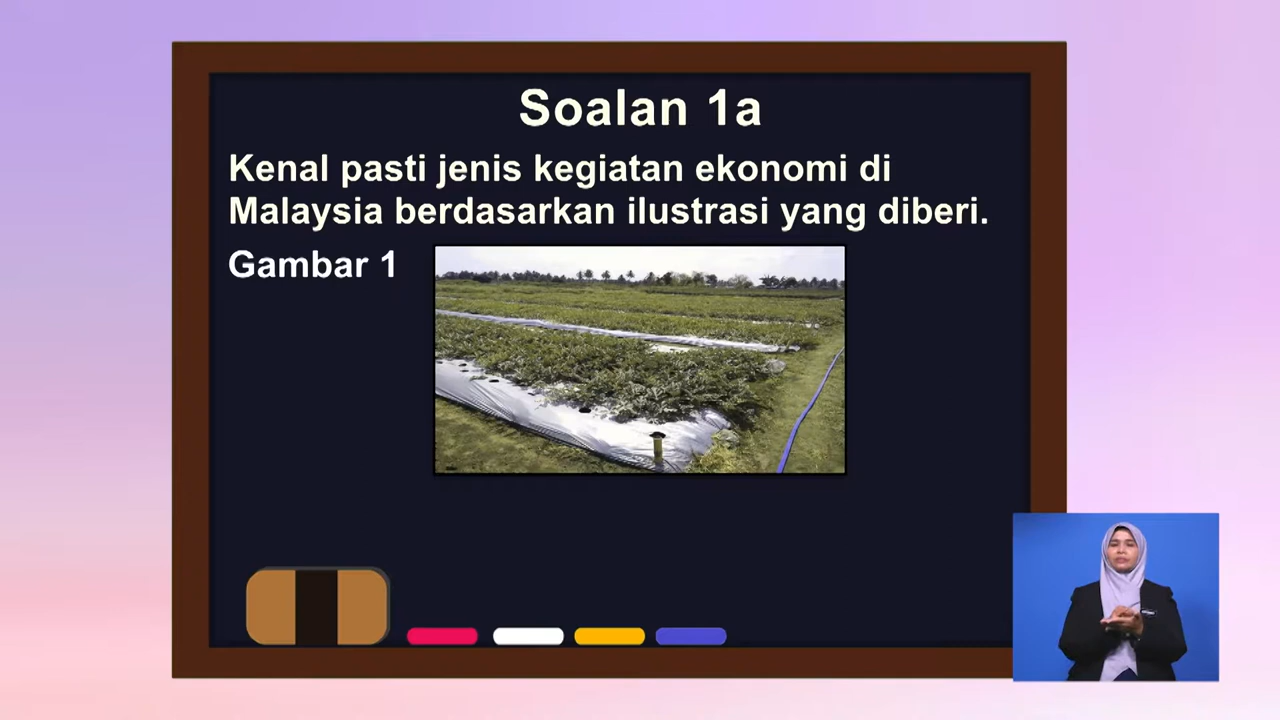 Soalan 1a
Kenal pasti jenis kegiatan ekonomi di
Malaysia berdasarkan ilustrasi yang diberi.
Gambar 1